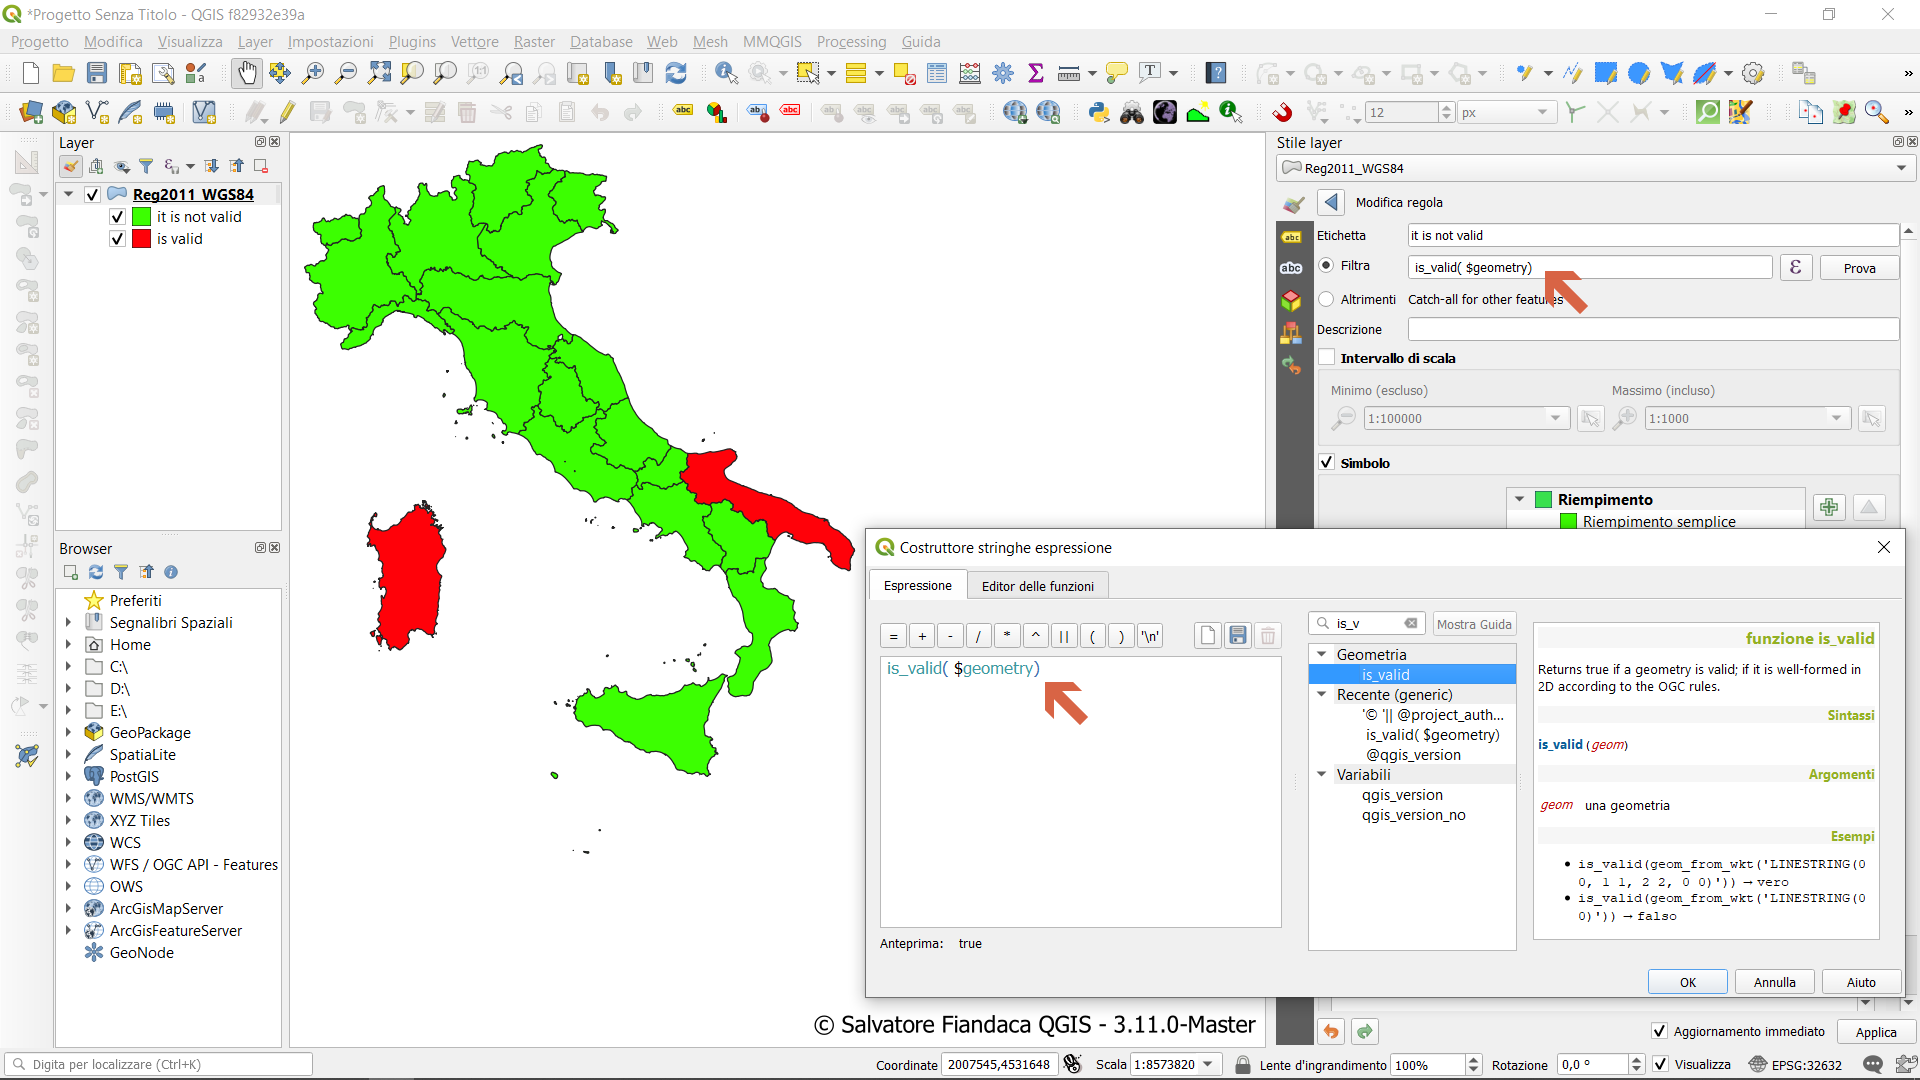 *Progetto Senza Titolo - QGIS f82932e39a
Progetto Modifica Visualizza Layer Impostazioni Plugins Vettore Raster Database Web Mesh MMQGIS Processing Guida
12 px
Layer
Reg2011_WGS84
it is not valid
is valid
Browser
Preferiti
Segnalibri Spaziali
Home
C:\
D:\
E:\
GeoPackage
SpatiaLite
PostGIS
WMS/WMTS
XYZ Tiles
WCS
WFS / OGC API - Features
OWS
ArcGisMapServer
ArcGisFeatureServer
GeoNode
© Salvatore Fiandaca QGIS - 3.11.0-Master
Stile layer
Reg2011_WGS84
Modifica regola
Etichetta it is not valid
Filtra is_valid( $geometry) ε Prova
Altrimenti Catch-all for other features
Descrizione
Intervallo di scala
Minimo (escluso) Massimo (incluso)
1:100000 1:1000
Simbolo
Riempimento
Riempimento semplice
Costruttore stringhe espressione
Espressione Editor delle funzioni
= + - / * ^ || ( ) '\n'
is_valid( $geometry)
Anteprima: true
is_v Mostra Guida
Geometria
is_valid
Recente (generic)
'© '|| @project_auth...
is_valid( $geometry)
@qgis_version
Variabili
qgis_version
qgis_version_no
funzione is_valid
Returns true if a geometry is valid; if it is well-formed in
2D according to the OGC rules.
Sintassi
is_valid(geom)
Argomenti
geom una geometria
Esempi
• is_valid(geom_from_wkt('LINESTRING(0
0, 1 1, 2 2, 0 0)')) → vero
• is_valid(geom_from_wkt('LINESTRING(0
0)')) → falso
OK Annulla Aiuto
Aggiornamento immediato Applica
Digita per localizzare (Ctrl+K) Coordinate 2007545,4531648 Scala 1:8573820 Lente d'ingrandimento 100% Rotazione 0,0 ° Visualizza EPSG:32632